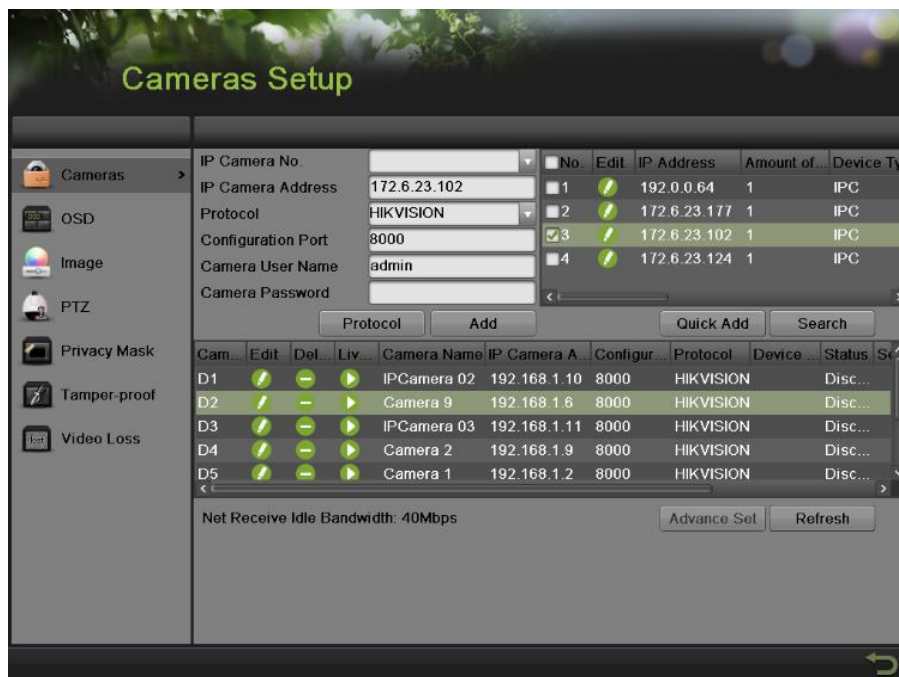 Cameras Setup
Cameras
OSD
Image
PTZ
Privacy Mask
Tamper-proof
Video Loss
IP Camera No.
IP Camera Address 172.6.23.102
Protocol HIKVISION
Configuration Port 8000
Camera User Name admin
Camera Password
Protocol Add
No. Edit IP Address Amount of... Device Ty
1 192.0.0.64 1 IPC
2 172.6.23.177 1 IPC
3 172.6.23.102 1 IPC
4 172.6.23.124 1 IPC
Quick Add Search
Cam... Edit Del... Liv... Camera Name IP Camera A... Configur... Protocol Device ... Status Se
D1 IPCamera 02 192.168.1.10 8000 HIKVISION Disc...
D2 Camera 9 192.168.1.6 8000 HIKVISION Disc...
D3 IPCamera 03 192.168.1.11 8000 HIKVISION Disc...
D4 Camera 2 192.168.1.9 8000 HIKVISION Disc...
D5 Camera 1 192.168.1.2 8000 HIKVISION Disc...
Net Receive Idle Bandwidth: 40Mbps
Advance Set Refresh